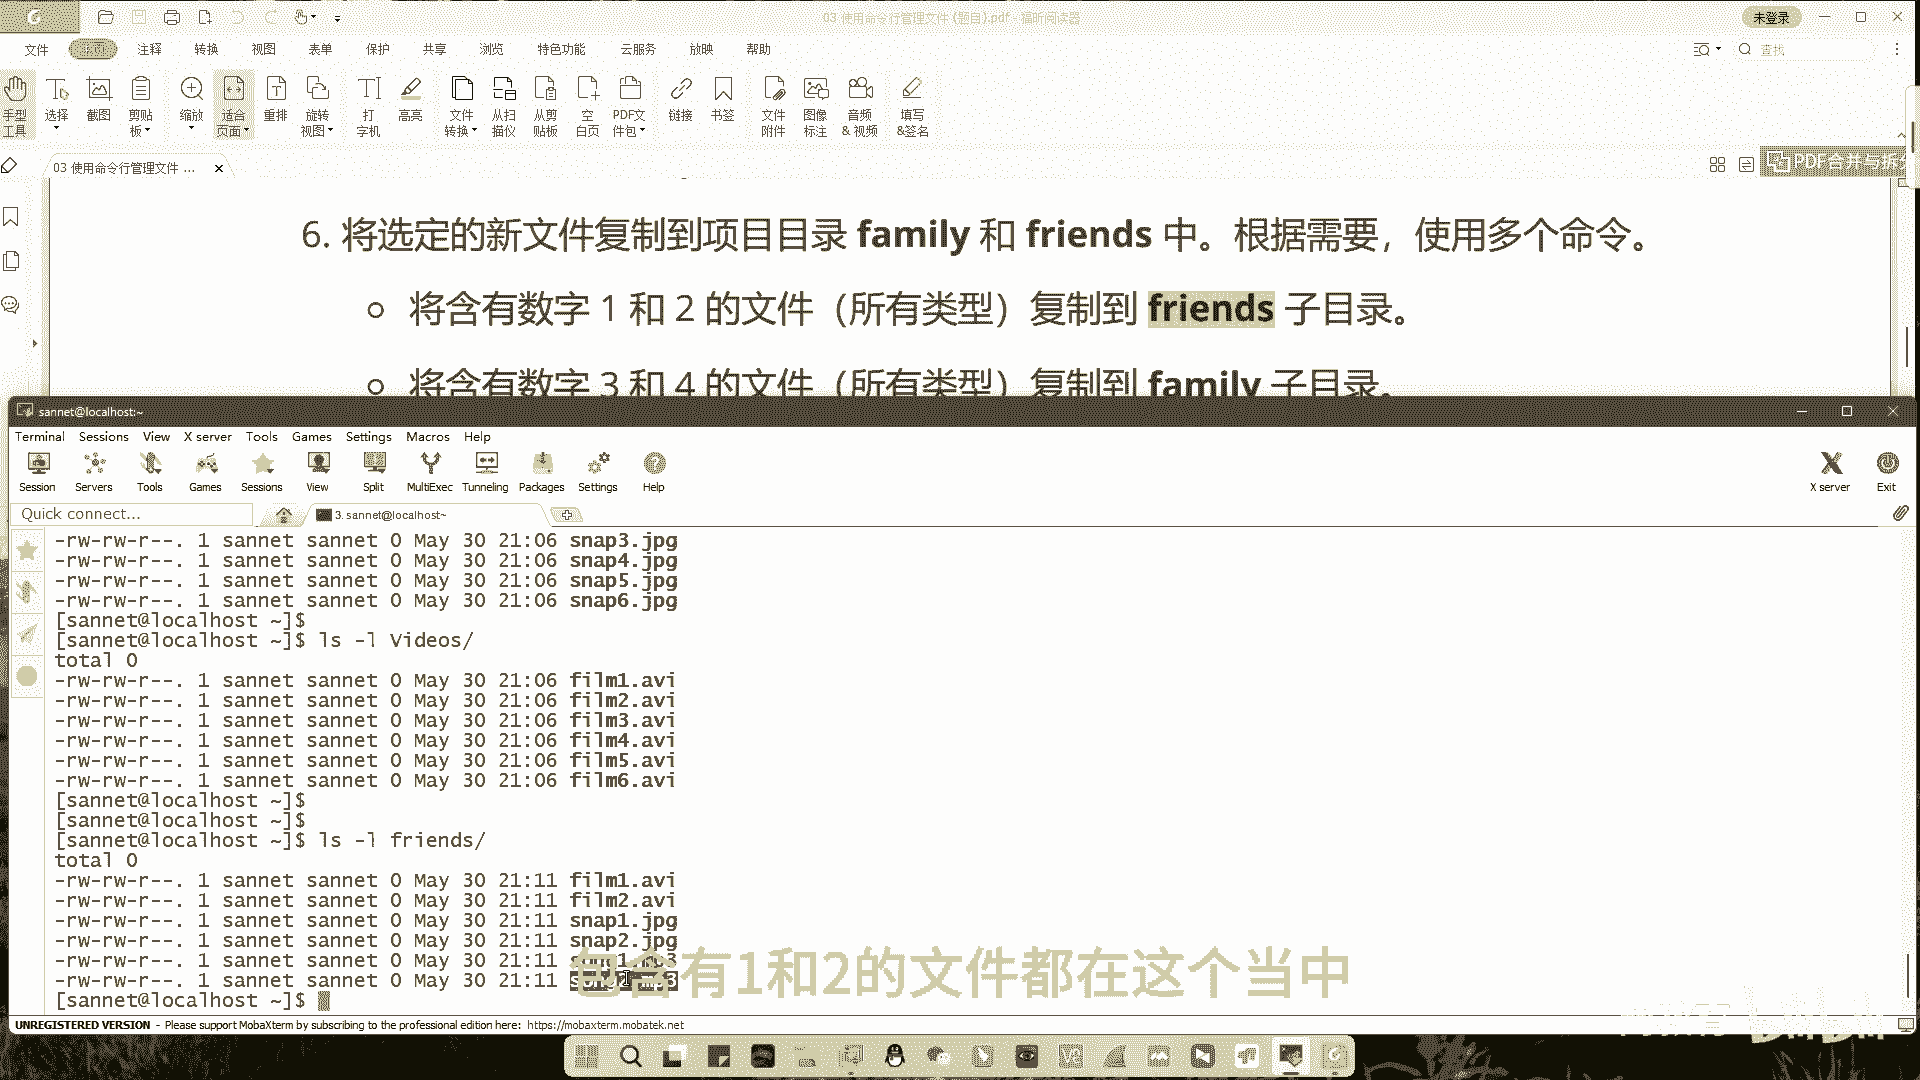 03 使用命令行管理文件 (题目).pdf - 福昕阅读器
未登录
文件 主页 注释 转换 视图 表单 保护 共享 浏览 特色功能 云服务 放映 帮助
查找
手型工具 选择 截图 剪贴板 缩放 适合页面 重排 旋转视图 打字机 高亮 文件转换 从扫描仪 从剪贴板 空白页 PDF文件包 链接 书签 文件附件 图像标注 音频&视频 填写&签名
03 使用命令行管理文件 ...
PDF合并与拆
6. 将选定的新文件复制到项目目录 family 和 friends 中。根据需要，使用多个命令。
将含有数字 1 和 2 的文件（所有类型）复制到 friends 子目录。
将含有数字 3 和 4 的文件（所有类型）复制到 family 子目录。
sannet@localhost:~
Terminal Sessions View X server Tools Games Settings Macros Help
Session Servers Tools Games Sessions View Split MultiExec Tunneling Packages Settings Help X server Exit
Quick connect...
3. sannet@localhost:~
-rw-rw-r--. 1 sannet sannet 0 May 30 21:06 snap3.jpg
-rw-rw-r--. 1 sannet sannet 0 May 30 21:06 snap4.jpg
-rw-rw-r--. 1 sannet sannet 0 May 30 21:06 snap5.jpg
-rw-rw-r--. 1 sannet sannet 0 May 30 21:06 snap6.jpg
[sannet@localhost ~]$
[sannet@localhost ~]$ ls -l Videos/
total 0
-rw-rw-r--. 1 sannet sannet 0 May 30 21:06 film1.avi
-rw-rw-r--. 1 sannet sannet 0 May 30 21:06 film2.avi
-rw-rw-r--. 1 sannet sannet 0 May 30 21:06 film3.avi
-rw-rw-r--. 1 sannet sannet 0 May 30 21:06 film4.avi
-rw-rw-r--. 1 sannet sannet 0 May 30 21:06 film5.avi
-rw-rw-r--. 1 sannet sannet 0 May 30 21:06 film6.avi
[sannet@localhost ~]$
[sannet@localhost ~]$
[sannet@localhost ~]$ ls -l friends/
total 0
-rw-rw-r--. 1 sannet sannet 0 May 30 21:11 film1.avi
-rw-rw-r--. 1 sannet sannet 0 May 30 21:11 film2.avi
-rw-rw-r--. 1 sannet sannet 0 May 30 21:11 snap1.jpg
-rw-rw-r--. 1 sannet sannet 0 May 30 21:11 snap2.jpg
-rw-rw-r--. 1 sannet sannet 0 May 30 21:11 song1.mp3
-rw-rw-r--. 1 sannet sannet 0 May 30 21:11 song2.mp3
[sannet@localhost ~]$
包含有1和2的文件都在这个当中
UNREGISTERED VERSION - Please support MobaXterm by subscribing to the professional edition here: https://mobaxterm.mobatek.net